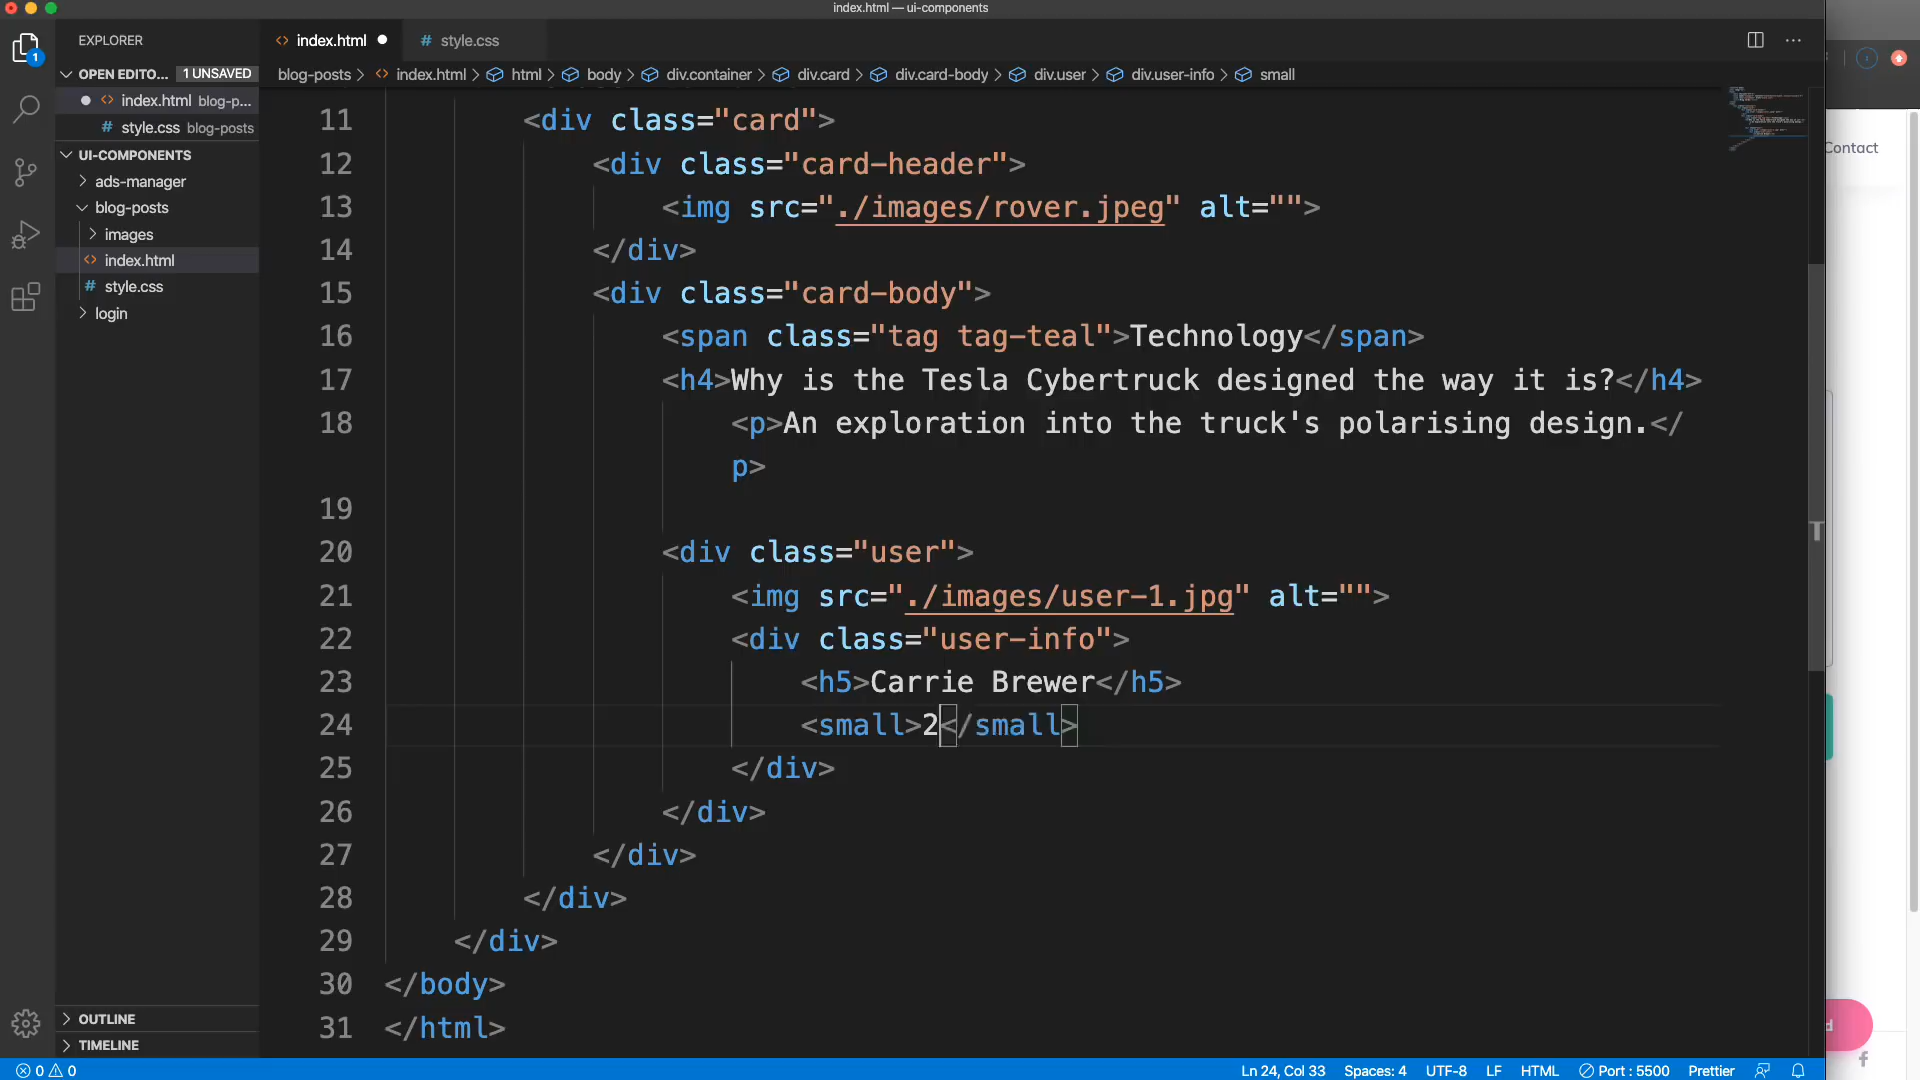 index.html — ui-components
EXPLORER
index.html
style.css
OPEN EDITO... 1 UNSAVED
index.html blog-p...
style.css blog-posts
UI-COMPONENTS
ads-manager
blog-posts
images
index.html
style.css
login
OUTLINE
TIMELINE
blog-posts > index.html > html > body > div.container > div.card > div.card-body > div.user > div.user-info > small
11 <div class="card">
12 <div class="card-header">
13 <img src="./images/rover.jpeg" alt="">
14 </div>
15 <div class="card-body">
16 <span class="tag tag-teal">Technology</span>
17 <h4>Why is the Tesla Cybertruck designed the way it is?</h4>
18 <p>An exploration into the truck's polarising design.</
p>
19
20 <div class="user">
21 <img src="./images/user-1.jpg" alt="">
22 <div class="user-info">
23 <h5>Carrie Brewer</h5>
24 <small>2</small>
25 </div>
26 </div>
27 </div>
28 </div>
29 </div>
30 </body>
31 </html>
Contact
d
0 0
Ln 24, Col 33 Spaces: 4 UTF-8 LF HTML Port : 5500 Prettier